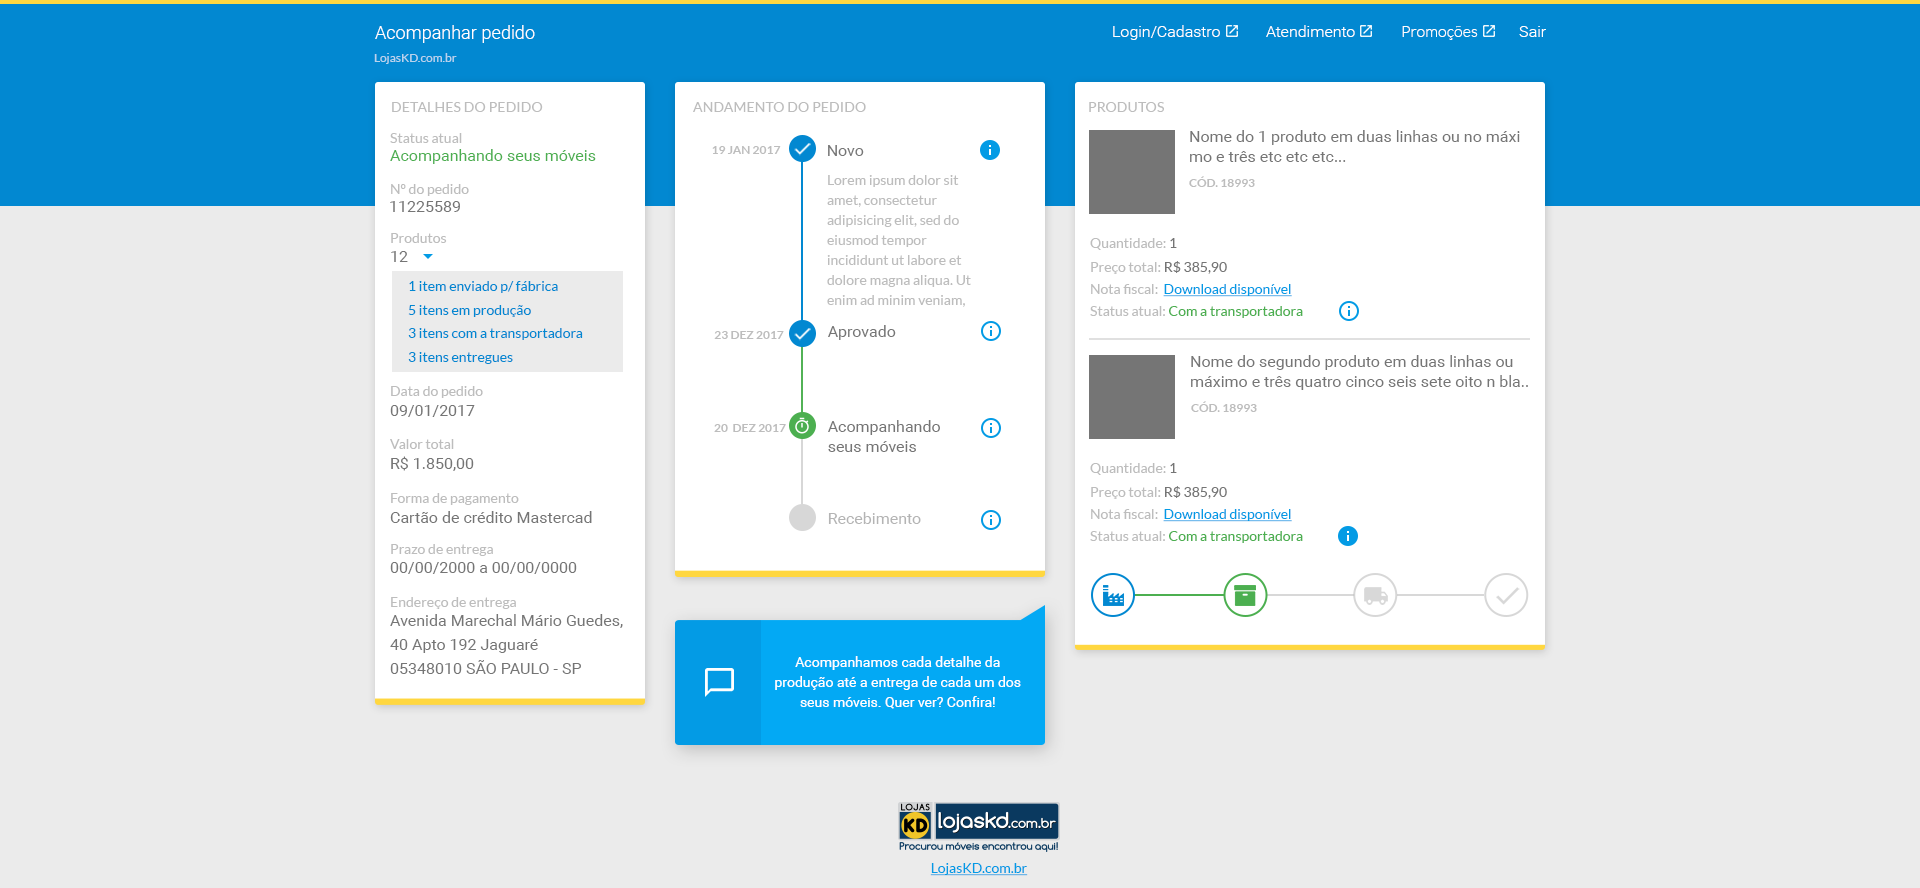 Acompanhar pedido
LojasKD.com.br
Login/Cadastro
Atendimento
Promoções
Sair
DETALHES DO PEDIDO
Status atual
Acompanhando seus móveis
Nº do pedido
11225589
Produtos
12
1 item enviado p/ fábrica
5 itens em produção
3 itens com a transportadora
3 itens entregues
Data do pedido
09/01/2017
Valor total
R$ 1.850,00
Forma de pagamento
Cartão de crédito Mastercad
Prazo de entrega
00/00/2000 a 00/00/0000
Endereço de entrega
Avenida Marechal Mário Guedes,
40 Apto 192 Jaguaré
05348010 SÃO PAULO - SP
ANDAMENTO DO PEDIDO
19 JAN 2017
Novo
Lorem ipsum dolor sit
amet, consectetur
adipisicing elit, sed do
eiusmod tempor
incididunt ut labore et
dolore magna aliqua. Ut
enim ad minim veniam,
23 DEZ 2017
Aprovado
20 DEZ 2017
Acompanhando
seus móveis
Recebimento
Acompanhamos cada detalhe da
produção até a entrega de cada um dos
seus móveis. Quer ver? Confira!
PRODUTOS
Nome do 1 produto em duas linhas ou no máxi
mo e três etc etc etc...
CÓD. 18993
Quantidade: 1
Preço total: R$ 385,90
Nota fiscal: Download disponível
Status atual: Com a transportadora
Nome do segundo produto em duas linhas ou
máximo e três quatro cinco seis sete oito n bla..
CÓD. 18993
Quantidade: 1
Preço total: R$ 385,90
Nota fiscal: Download disponível
Status atual: Com a transportadora
LOJAS
KD
lojaskd.com.br
Procurou móveis encontrou aqui!
LojasKD.com.br